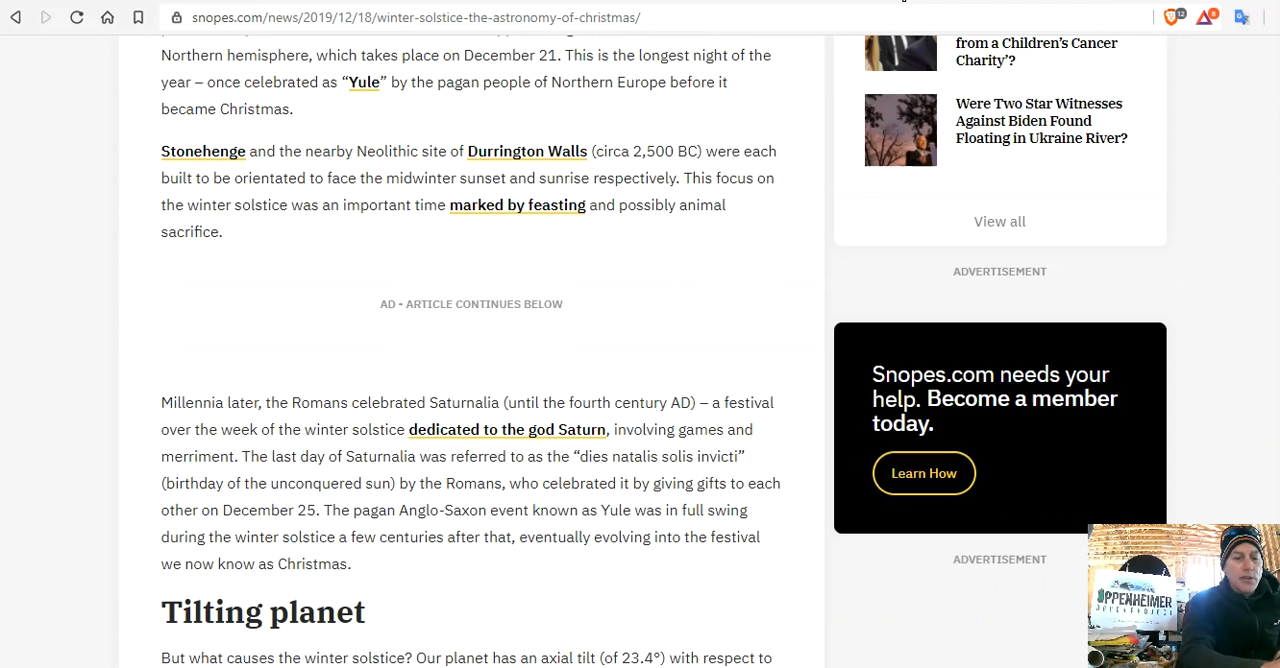 snopes.com/news/2019/12/18/winter-solstice-the-astronomy-of-christmas/
12
8
Northern hemisphere, which takes place on December 21. This is the longest night of the
year – once celebrated as “Yule” by the pagan people of Northern Europe before it
became Christmas.
Stonehenge and the nearby Neolithic site of Durrington Walls (circa 2,500 BC) were each
built to be orientated to face the midwinter sunset and sunrise respectively. This focus on
the winter solstice was an important time marked by feasting and possibly animal
sacrifice.
AD - ARTICLE CONTINUES BELOW
Millennia later, the Romans celebrated Saturnalia (until the fourth century AD) – a festival
over the week of the winter solstice dedicated to the god Saturn, involving games and
merriment. The last day of Saturnalia was referred to as the “dies natalis solis invicti”
(birthday of the unconquered sun) by the Romans, who celebrated it by giving gifts to each
other on December 25. The pagan Anglo-Saxon event known as Yule was in full swing
during the winter solstice a few centuries after that, eventually evolving into the festival
we now know as Christmas.
Tilting planet
But what causes the winter solstice? Our planet has an axial tilt (of 23.4°) with respect to
from a Children’s Cancer
Charity’?
Were Two Star Witnesses
Against Biden Found
Floating in Ukraine River?
View all
ADVERTISEMENT
Snopes.com needs your
help. Become a member
today.
Learn How
ADVERTISEMENT
OPPENHEIMER